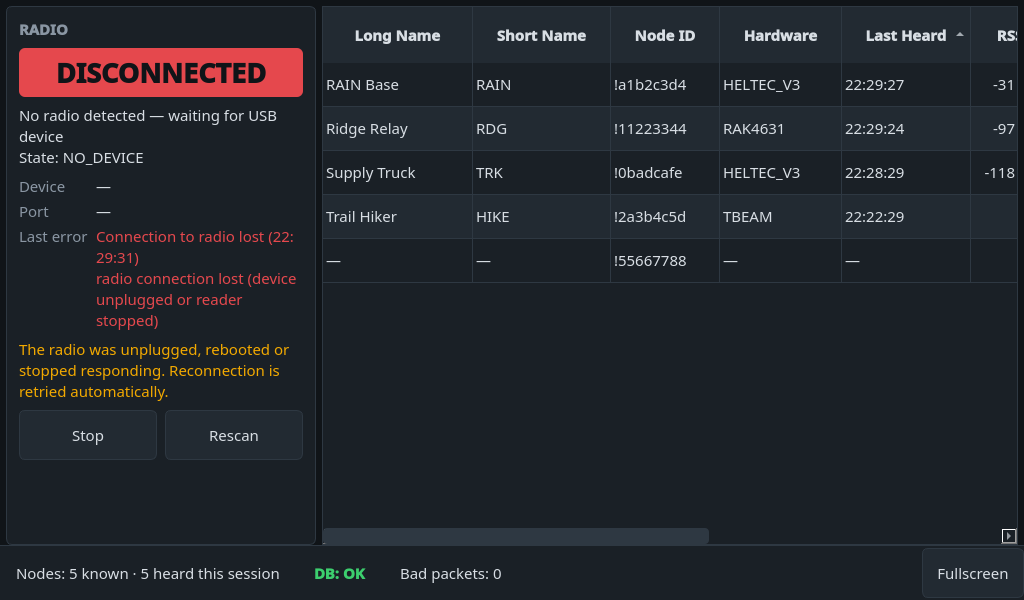 RADIO
DISCONNECTED
No radio detected — waiting for USB
device
State: NO_DEVICE
Device —
Port —
Last error Connection to radio lost (22:
29:31)
radio connection lost (device
unplugged or reader
stopped)
The radio was unplugged, rebooted or
stopped responding. Reconnection is
retried automatically.
Stop Rescan
Long Name Short Name Node ID Hardware Last Heard
RAIN Base RAIN !a1b2c3d4 HELTEC_V3 22:29:27 -31
Ridge Relay RDG !11223344 RAK4631 22:29:24 -97
Supply Truck TRK !0badcafe HELTEC_V3 22:28:29 -118
Trail Hiker HIKE !2a3b4c5d TBEAM 22:22:29
— — !55667788 — —
Nodes: 5 known · 5 heard this session DB: OK Bad packets: 0 Fullscreen